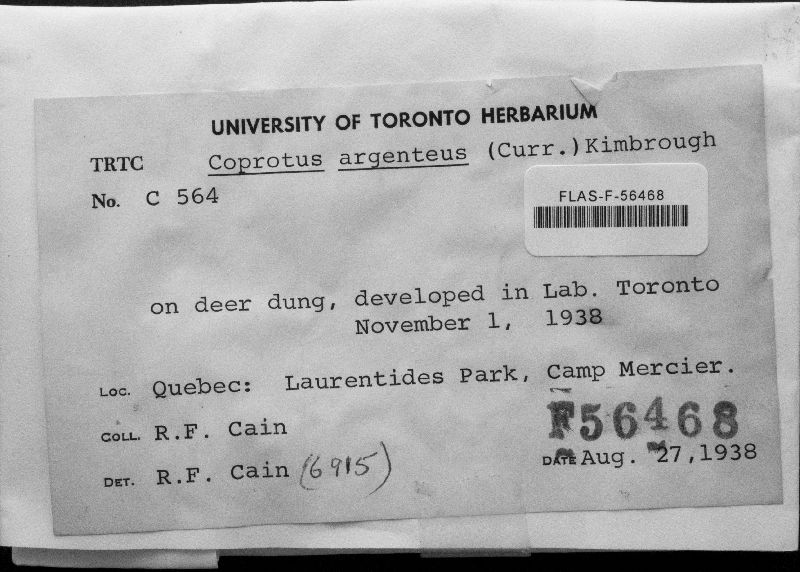 UNIVERSITY OF TORONTO HERBARIUM
TRTC Coprotus argenteus (Curr.) Kimbrough
No. C 564
FLAS-F-56468
on deer dung, developed in Lab. Toronto
November 1, 1938
LOC. Quebec: Laurentides Park, Camp Mercier.
COLL. R.F. Cain
F56468
DET. R.F. Cain (6915)
DATE Aug. 27, 1938